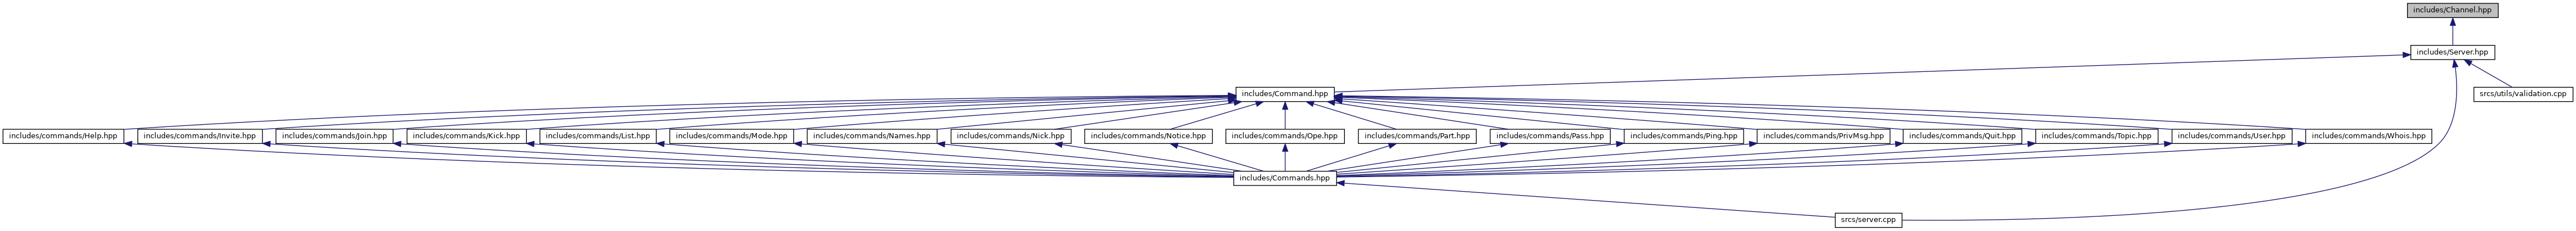 includes/Channel.hpp
includes/Server.hpp
includes/Command.hpp
srcs/utils/validation.cpp
includes/commands/Help.hpp
includes/commands/Invite.hpp
includes/commands/Join.hpp
includes/commands/Kick.hpp
includes/commands/List.hpp
includes/commands/Mode.hpp
includes/commands/Names.hpp
includes/commands/Nick.hpp
includes/commands/Notice.hpp
includes/commands/Ope.hpp
includes/commands/Part.hpp
includes/commands/Pass.hpp
includes/commands/Ping.hpp
includes/commands/PrivMsg.hpp
includes/commands/Quit.hpp
includes/commands/Topic.hpp
includes/commands/User.hpp
includes/commands/Whois.hpp
includes/Commands.hpp
srcs/server.cpp